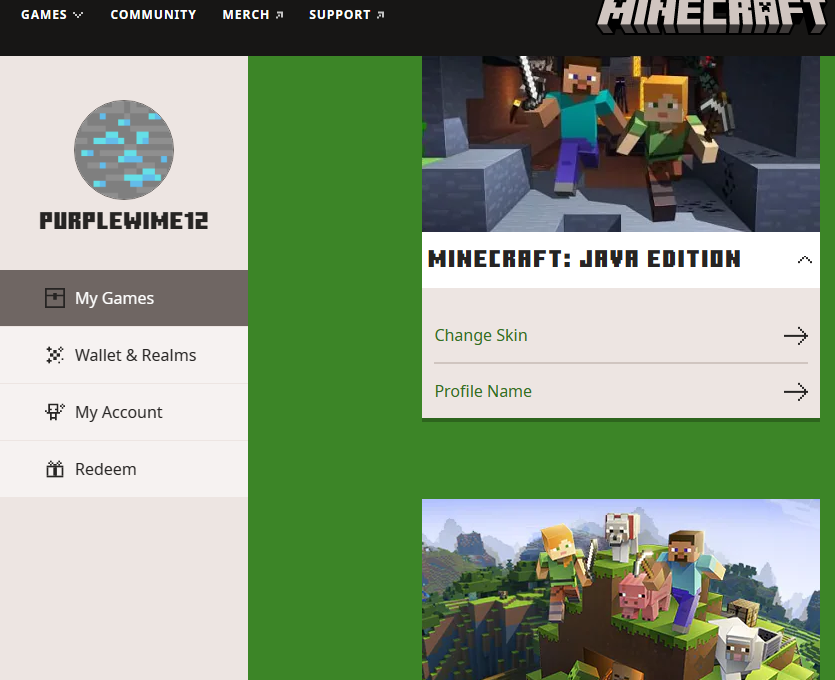 GAMES COMMUNITY MERCH SUPPORT
MINECRAFT
PURPLEWIME12
My Games
Wallet & Realms
My Account
Redeem
MINECRAFT: JAVA EDITION
Change Skin
Profile Name